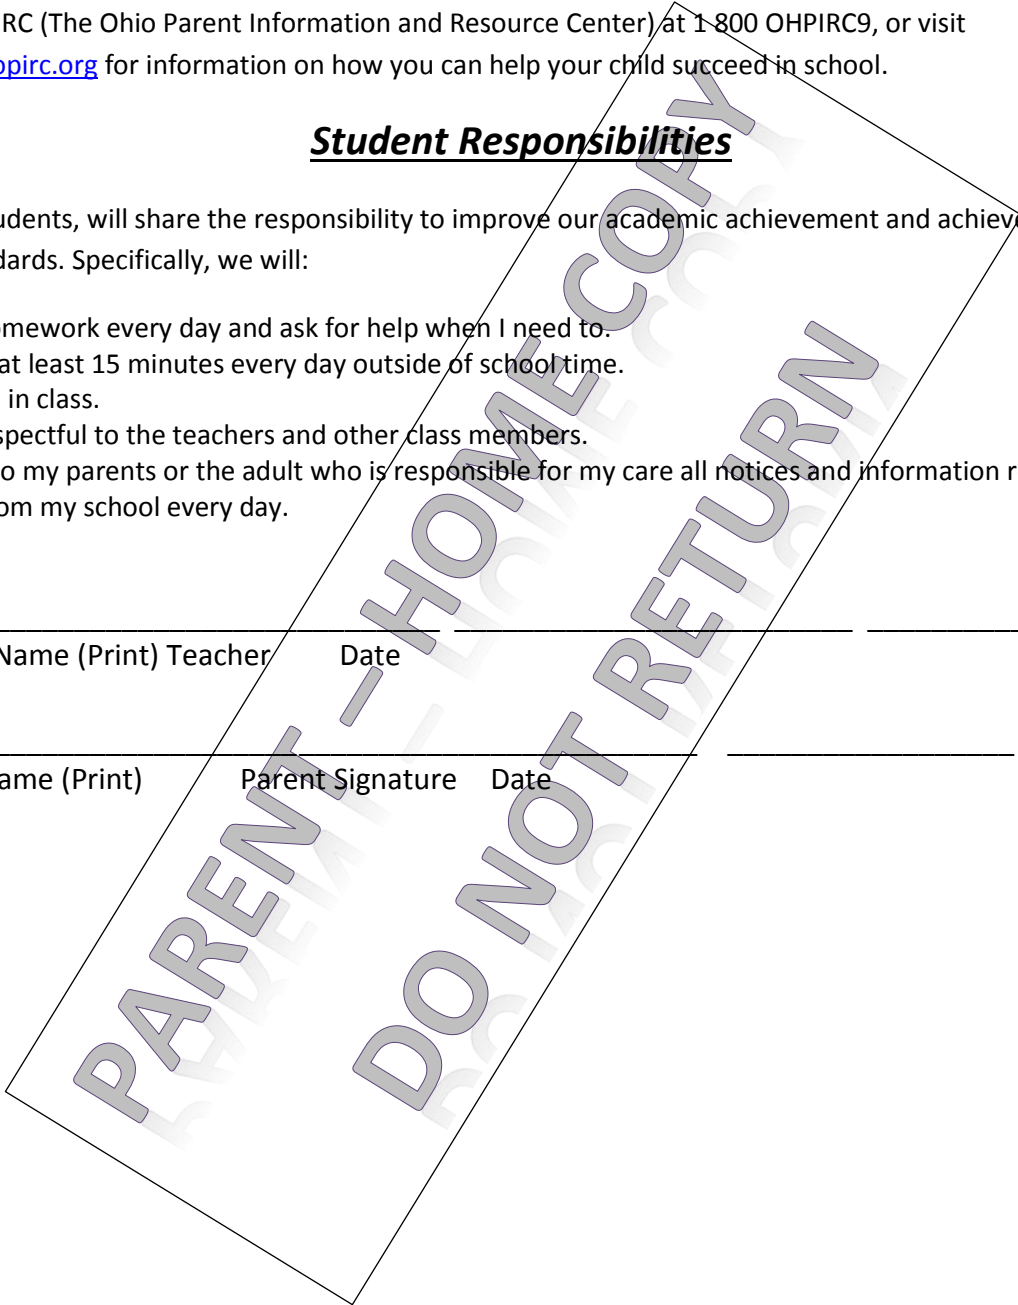 RC (The Ohio Parent Information and Resource Center) at 1 800 OHPIRC9, or visit
ppirc.org for information on how you can help your child succeed in school.
Student Responsibilities
udents, will share the responsibility to improve our academic achievement and achieve
dards. Specifically, we will:
omework every day and ask for help when I need to.
at least 15 minutes every day outside of school time.
in class.
spectful to the teachers and other class members.
o my parents or the adult who is responsible for my care all notices and information r
om my school every day.
Name (Print) Teacher Date
ame (Print) Parent Signature Date
PARENT – HOME COPY
DO NOT RETURN